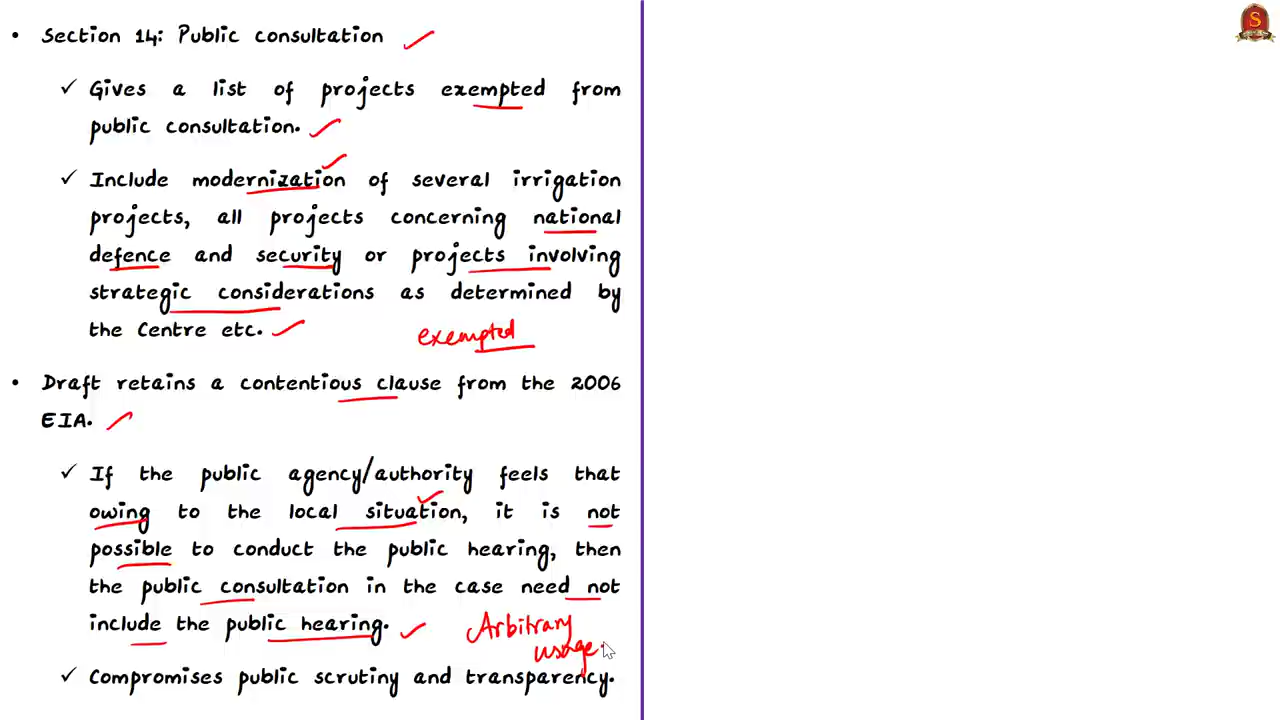 • Section 14: Public consultation
✓ Gives a list of projects exempted from
public consultation.
✓ Include modernization of several irrigation
projects, all projects concerning national
defence and security or projects involving
strategic considerations as determined by
the Centre etc.
exempted
• Draft retains a contentious clause from the 2006
EIA.
✓ If the public agency/authority feels that
owing to the local situation, it is not
possible to conduct the public hearing, then
the public consultation in the case need not
include the public hearing.
Arbitrary
usage.
✓ Compromises public scrutiny and transparency.
S